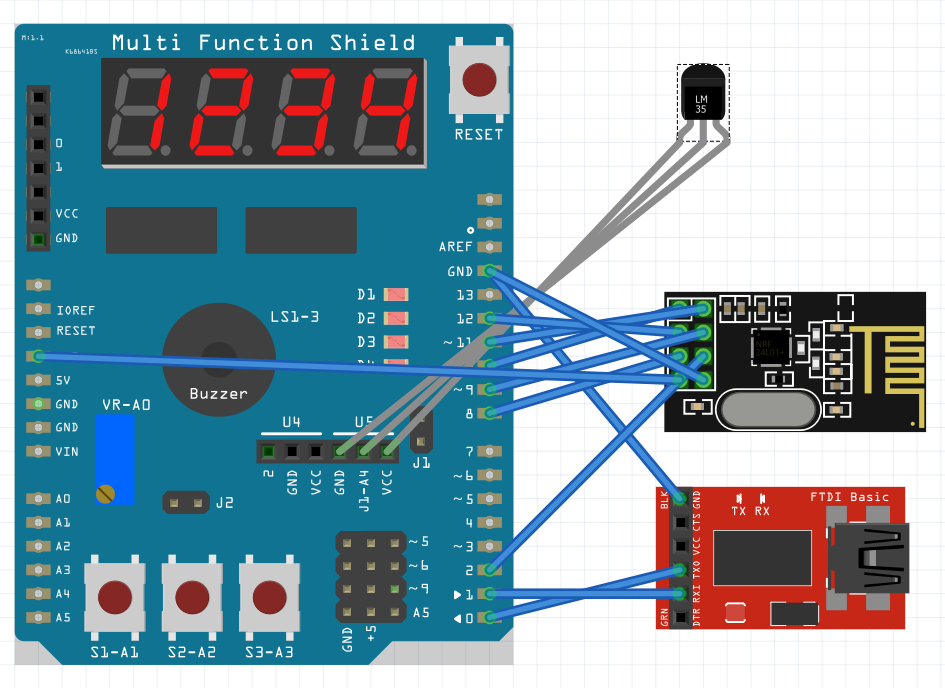 M:1.1
K68641BS
Multi Function Shield
1234
RESET
0
1
VCC
GND
AREF
GND
13
12
~11
~9
8
7
~6
~5
4
~3
2
1
0
IOREF
RESET
5V
GND
GND
VIN
A0
A1
A2
A3
A4
A5
D1
D2
D3
D4
LS1-3
Buzzer
VR-A0
U4
U5
2
GND
VCC
GND
J1-A4
VCC
J1
J2
~5
~6
~9
A5
GND
+5
S1-A1
S2-A2
S3-A3
LM
35
NRF
24L01+
FTDI Basic
TX RX
BLK
GRN
GND
CTS
VCC
TXO
RXI
DTR